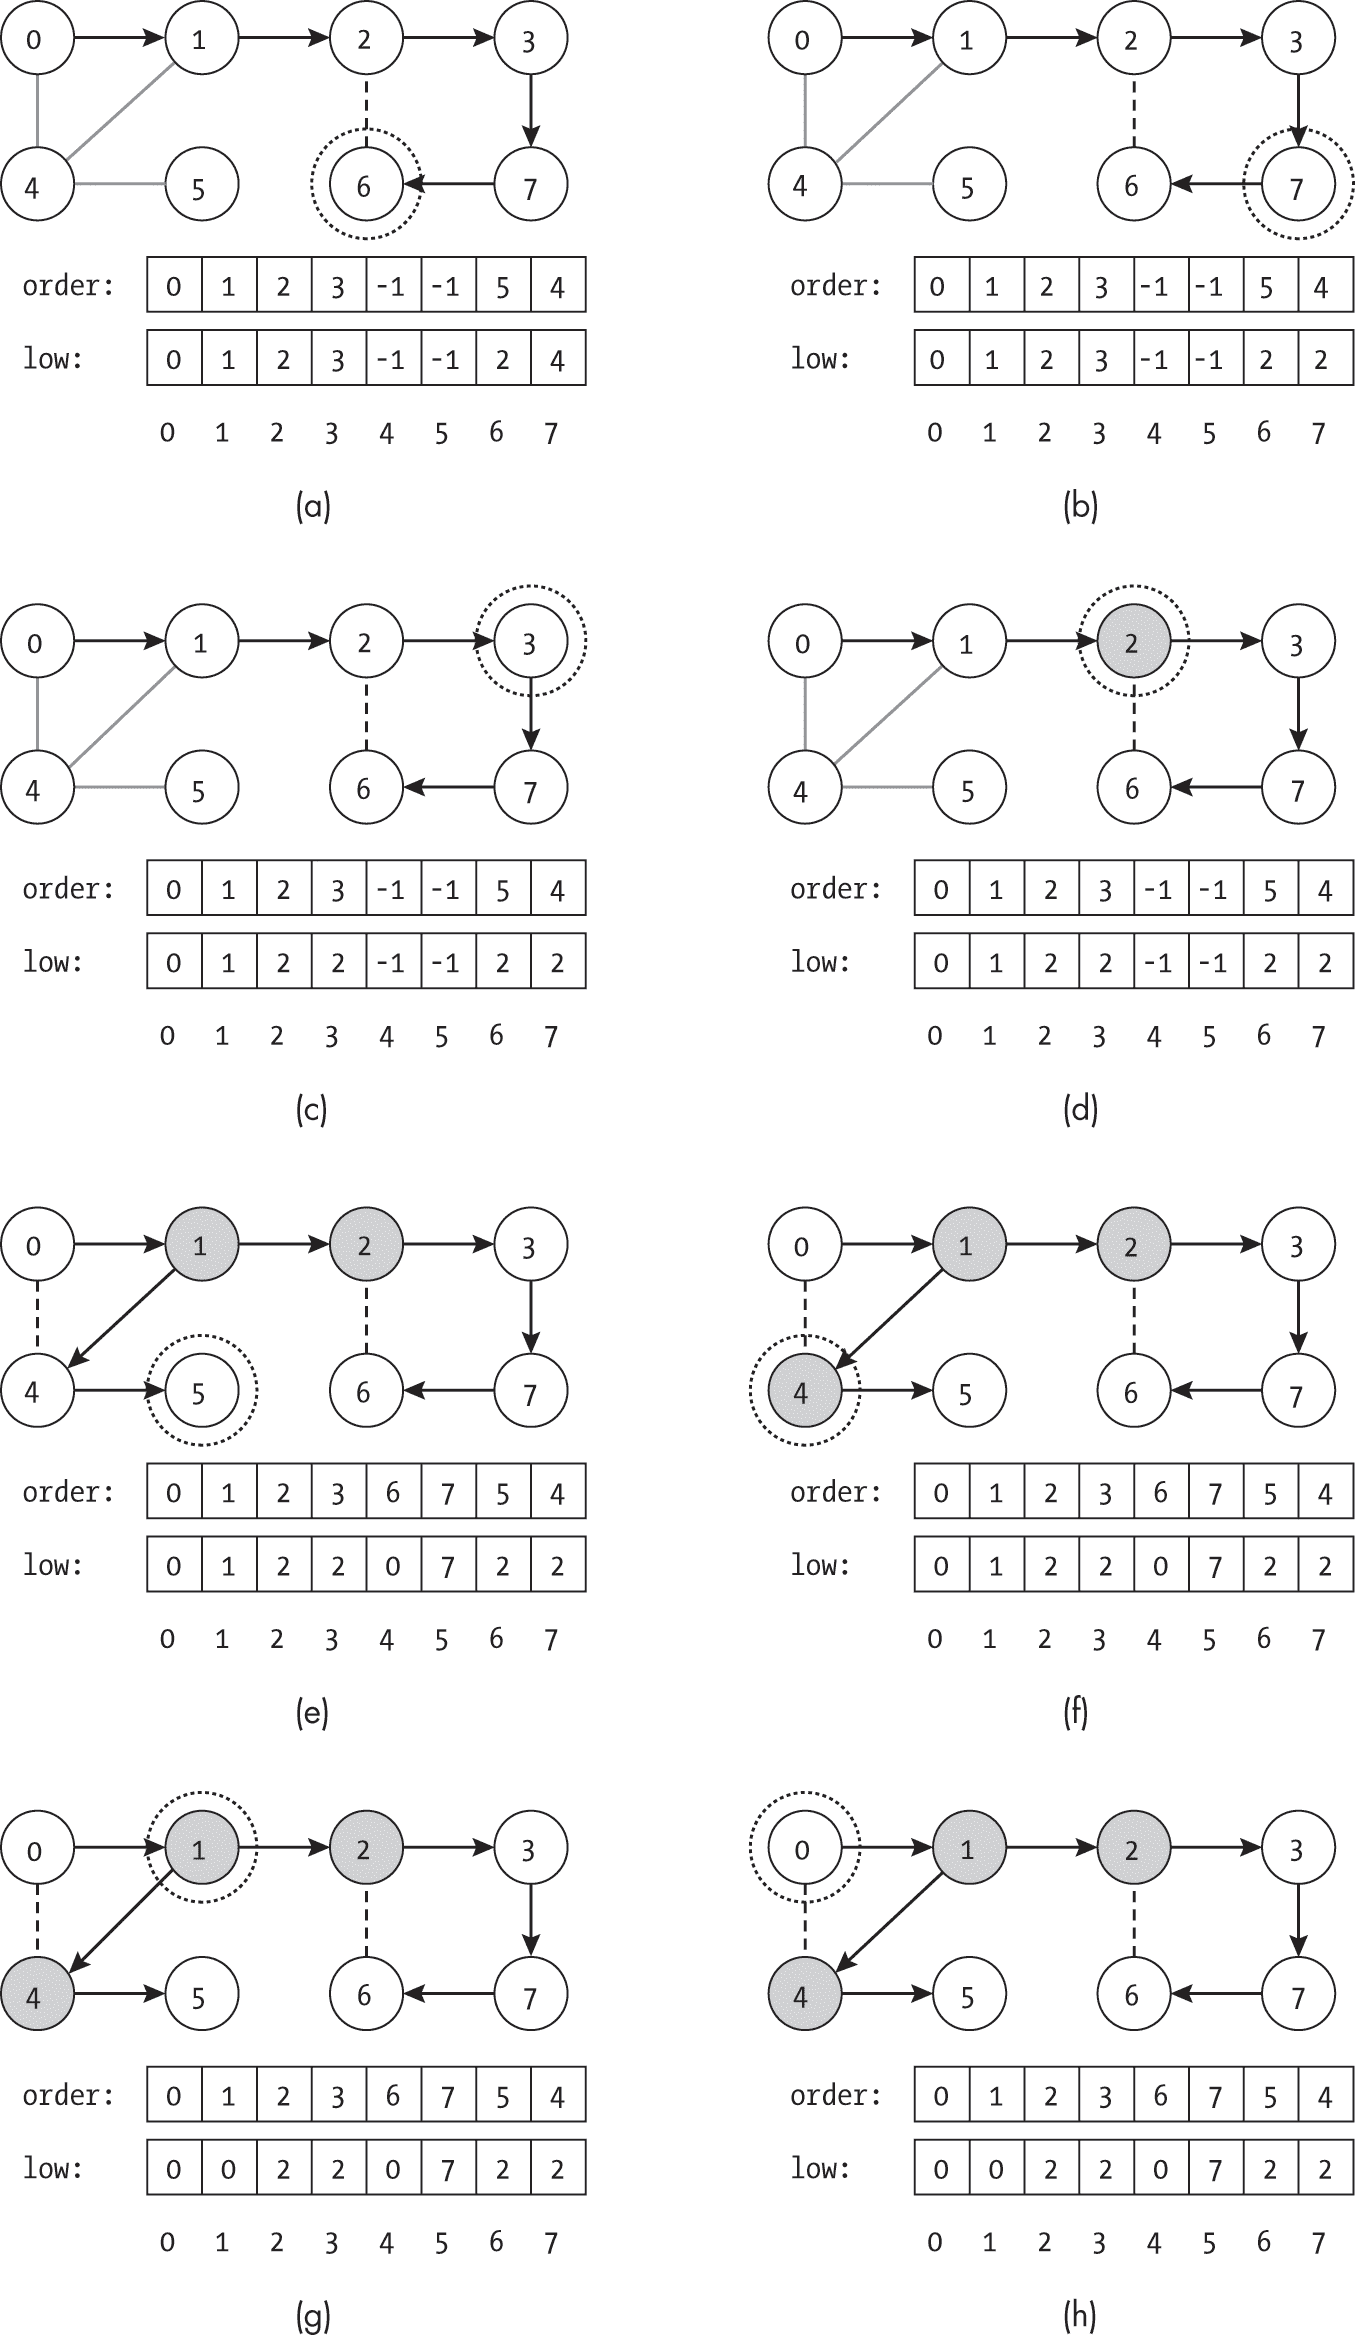 0 1 2 3
4 5 6 7
order: 0 1 2 3 -1 -1 5 4
low: 0 1 2 3 -1 -1 2 4
0 1 2 3 4 5 6 7
(a)
0 1 2 3
4 5 6 7
order: 0 1 2 3 -1 -1 5 4
low: 0 1 2 3 -1 -1 2 2
0 1 2 3 4 5 6 7
(b)
0 1 2 3
4 5 6 7
order: 0 1 2 3 -1 -1 5 4
low: 0 1 2 2 -1 -1 2 2
0 1 2 3 4 5 6 7
(c)
0 1 2 3
4 5 6 7
order: 0 1 2 3 -1 -1 5 4
low: 0 1 2 2 -1 -1 2 2
0 1 2 3 4 5 6 7
(d)
0 1 2 3
4 5 6 7
order: 0 1 2 3 6 7 5 4
low: 0 1 2 2 0 7 2 2
0 1 2 3 4 5 6 7
(e)
0 1 2 3
4 5 6 7
order: 0 1 2 3 6 7 5 4
low: 0 1 2 2 0 7 2 2
0 1 2 3 4 5 6 7
(f)
0 1 2 3
4 5 6 7
order: 0 1 2 3 6 7 5 4
low: 0 0 2 2 0 7 2 2
0 1 2 3 4 5 6 7
(g)
0 1 2 3
4 5 6 7
order: 0 1 2 3 6 7 5 4
low: 0 0 2 2 0 7 2 2
0 1 2 3 4 5 6 7
(h)